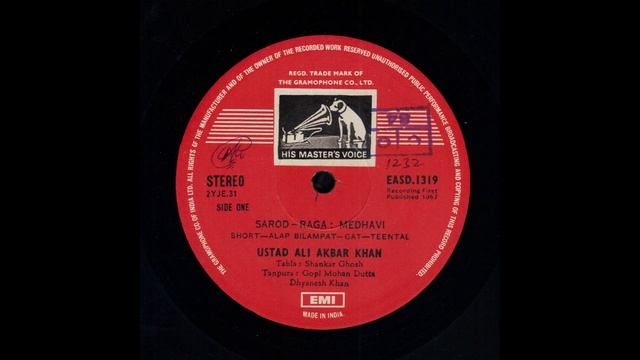 THE GRAMOPHONE CO. OF INDIA LTD. ALL RIGHTS OF THE MANUFACTURER AND OF THE OWNER OF THE RECORDED WORK RESERVED UNAUTHORISED PUBLIC PERFORMANCE BROADCASTING AND COPYING OF THIS RECORD PROHIBITED.
REGD. TRADE MARK OF
THE GRAMOPHONE CO., LTD.
HIS MASTER'S VOICE
1232
STEREO
2YJE.31
SIDE ONE
EASD.1319
Recording First
Published 1967
SAROD-RAGA: MEDHAVI
SHORT-ALAP BILAMPAT-GAT-TEENTAL
USTAD ALI AKBAR KHAN
Tabla: Shankar Ghosh
Tanpura: Gopi Mohan Dutta
Dhyanesh Khan
EMI
MADE IN INDIA.